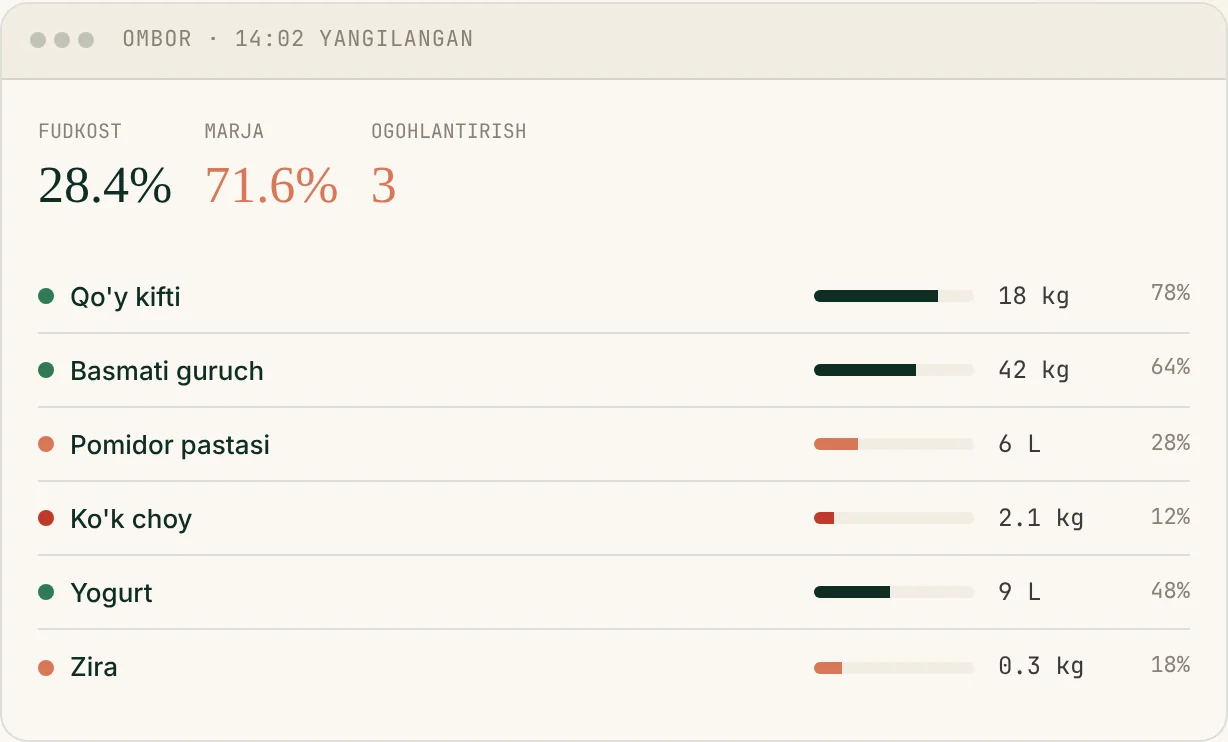 OMBOR · 14:02 YANGILANGAN
FUDKOST MARJA OGOHLANTIRISH
28.4% 71.6% 3
Qo'y kifti 18 kg 78%
Basmati guruch 42 kg 64%
Pomidor pastasi 6 L 28%
Ko'k choy 2.1 kg 12%
Yogurt 9 L 48%
Zira 0.3 kg 18%